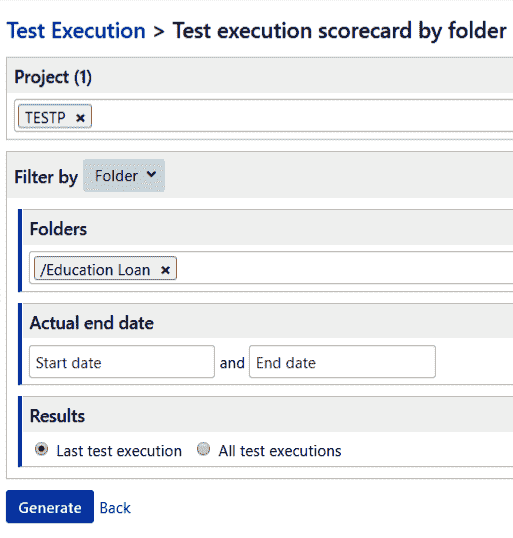 Test Execution > Test execution scorecard by folder
Project (1)
TESTP ×
Filter by Folder
Folders
/Education Loan ×
Actual end date
Start date and End date
Results
Last test execution All test executions
Generate Back